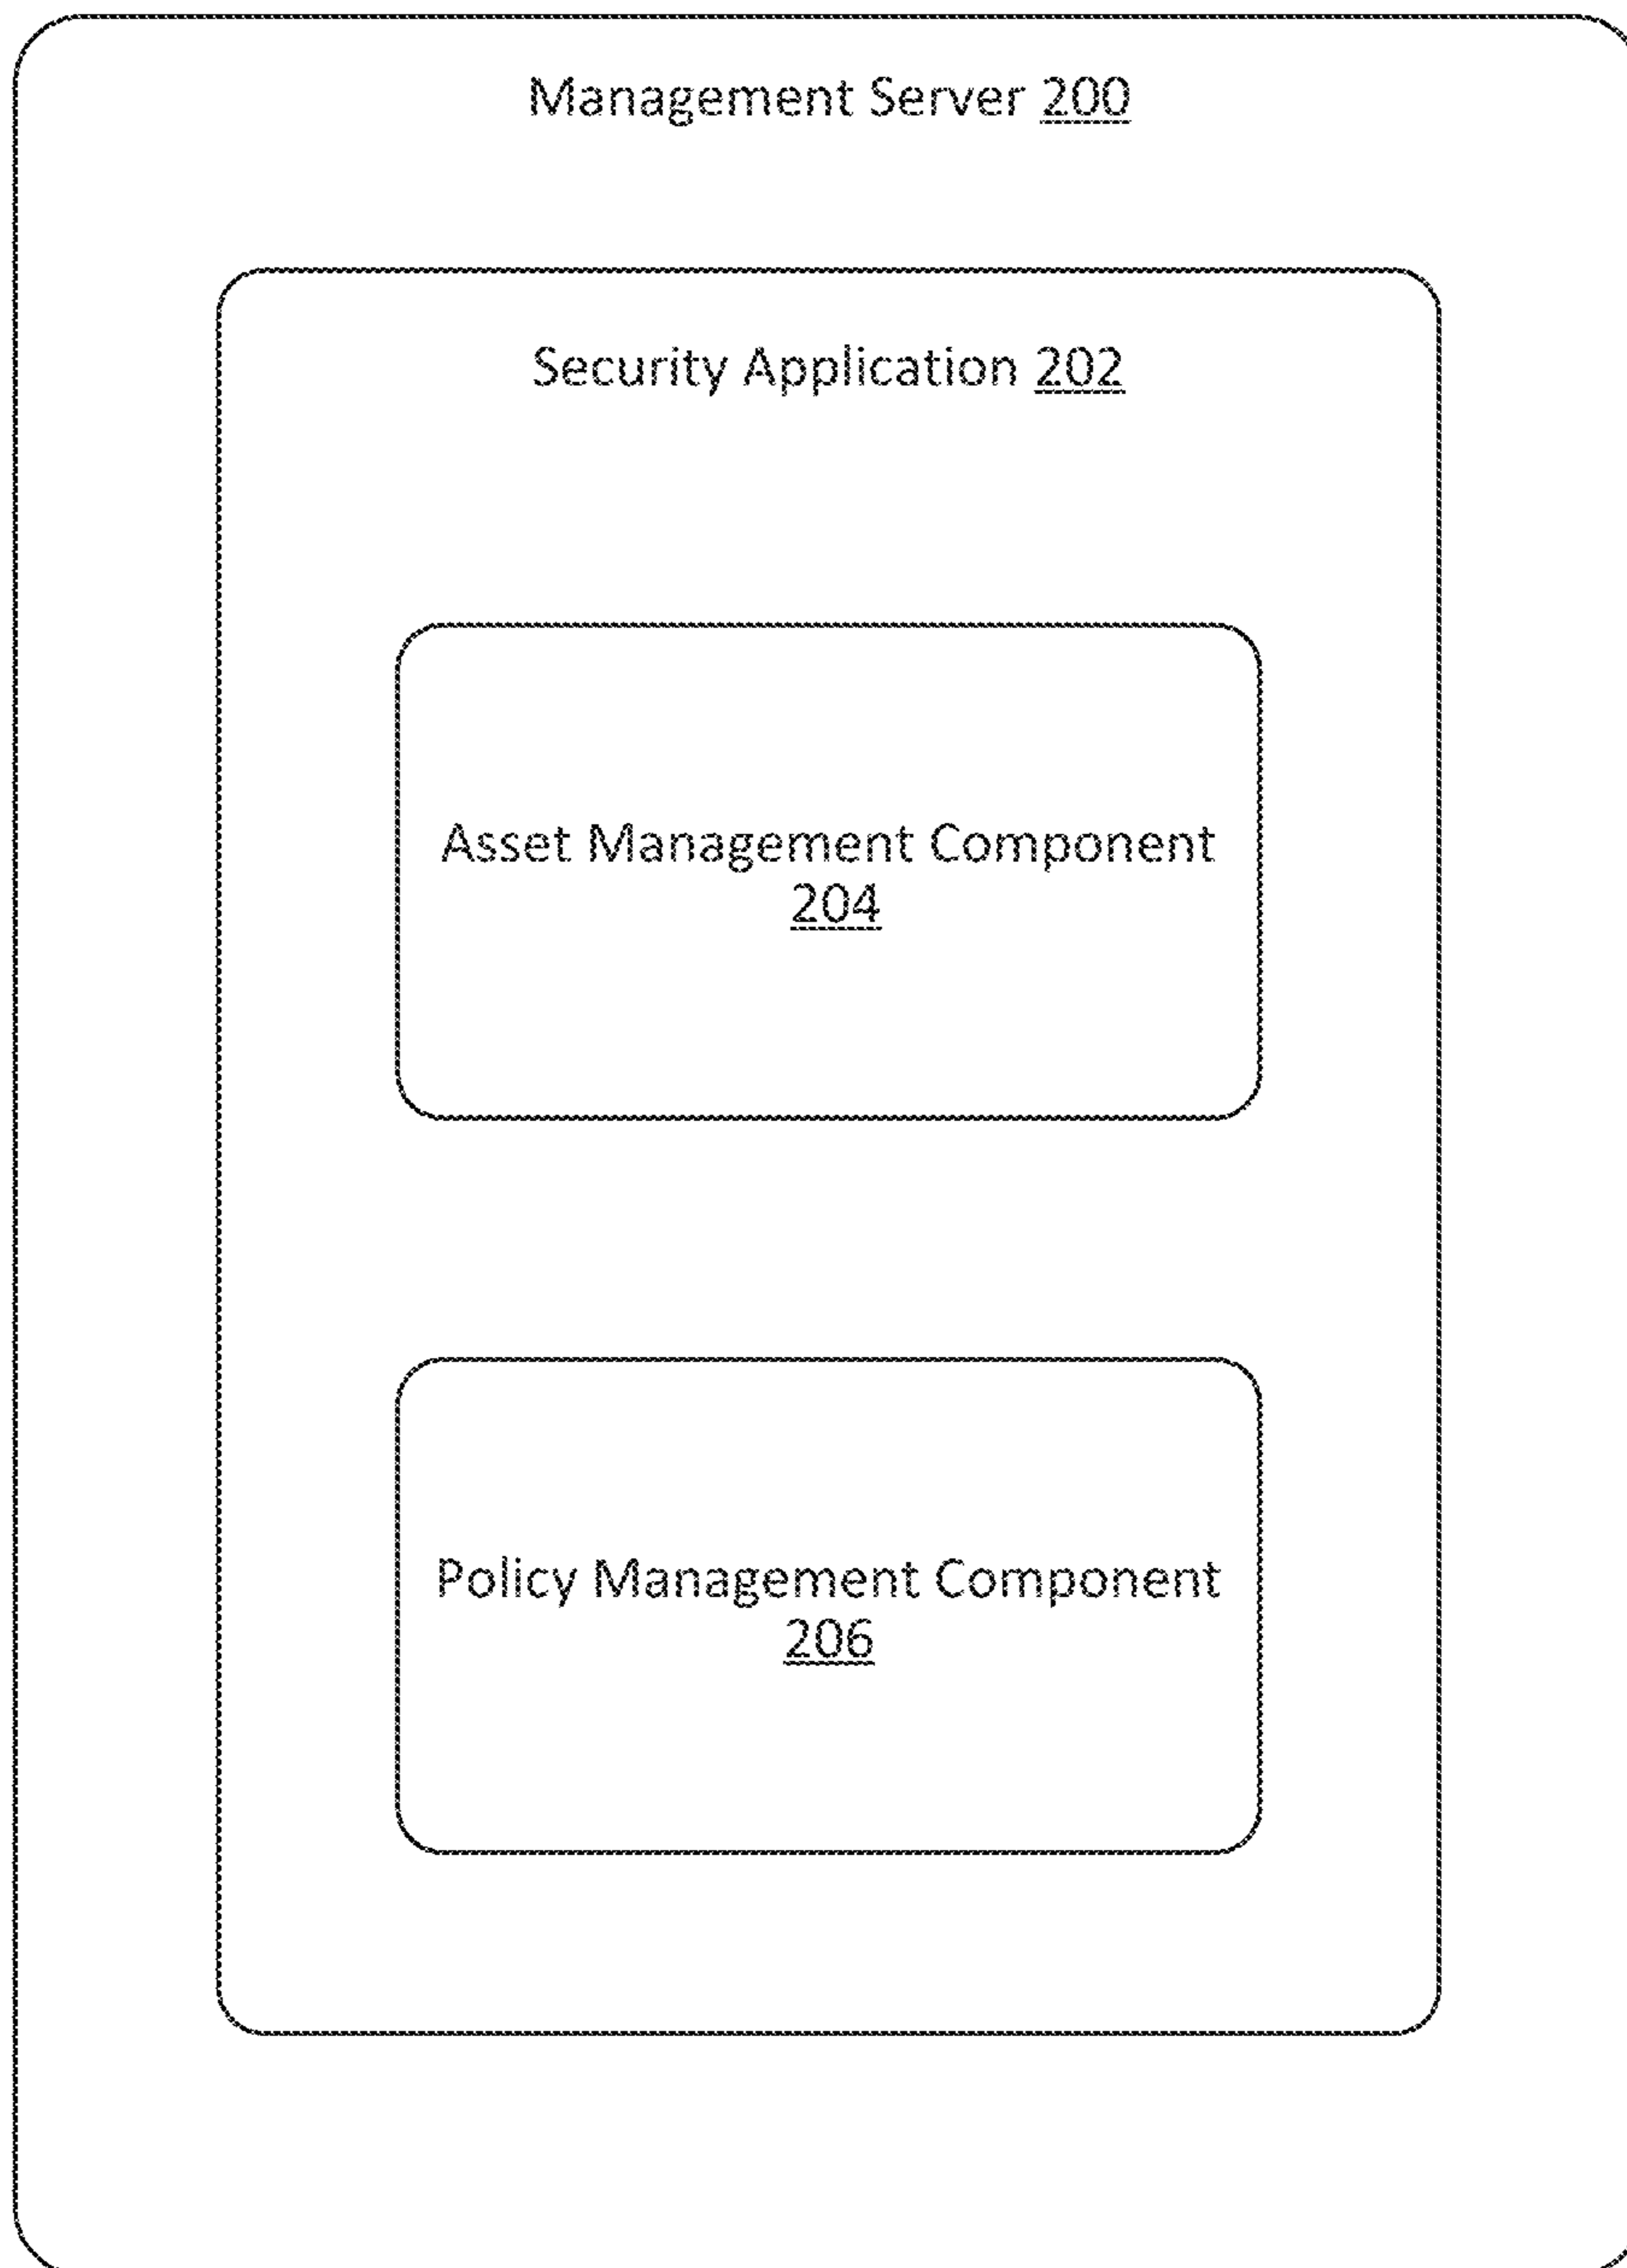 Management Server 200
Security Application 202
Asset Management Component
204
Policy Management Component
206